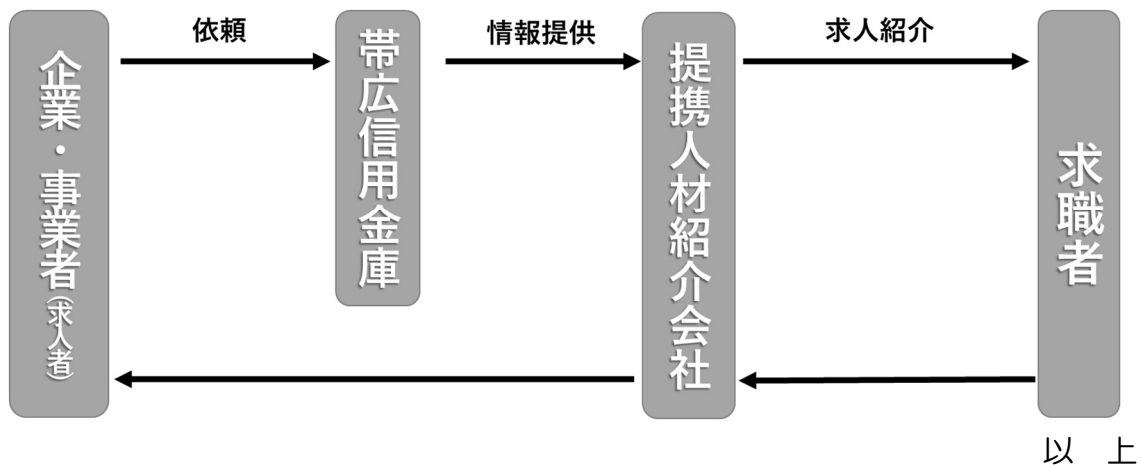 依頼
情報提供
求人紹介
企業・事業者(求人者)
帯広信用金庫
提携人材紹介会社
求職者
以 上